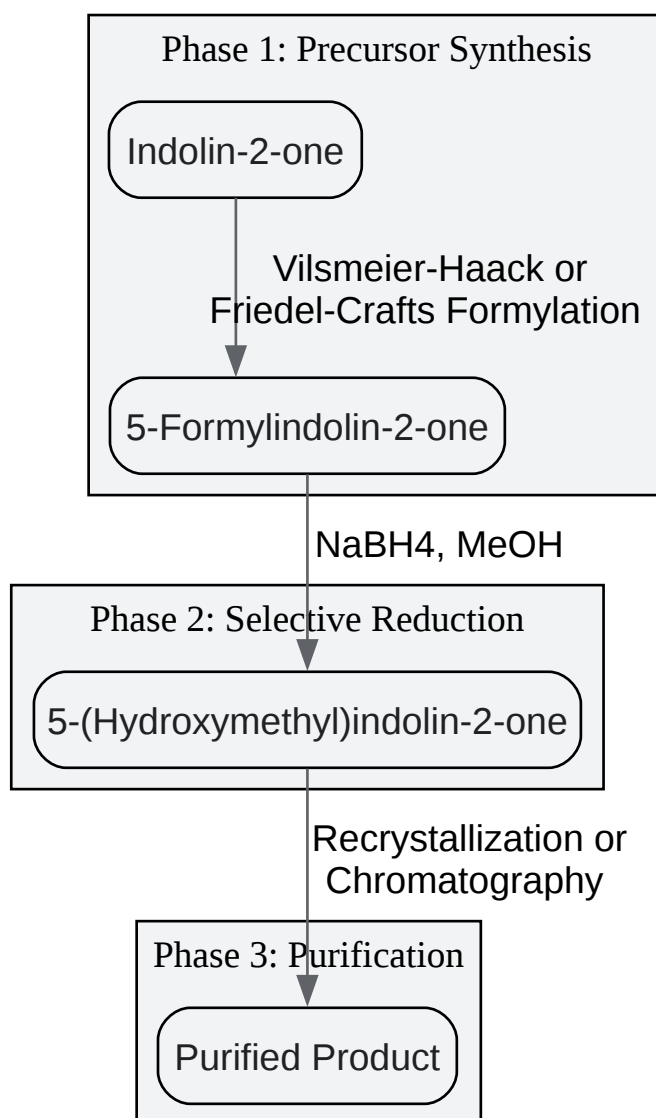 Phase 1: Precursor Synthesis
Indolin-2-one
Vilsmeier-Haack or
Friedel-Crafts Formylation
5-Formylindolin-2-one
NaBH4, MeOH
Phase 2: Selective Reduction
5-(Hydroxymethyl)indolin-2-one
Recrystallization or
Chromatography
Phase 3: Purification
Purified Product